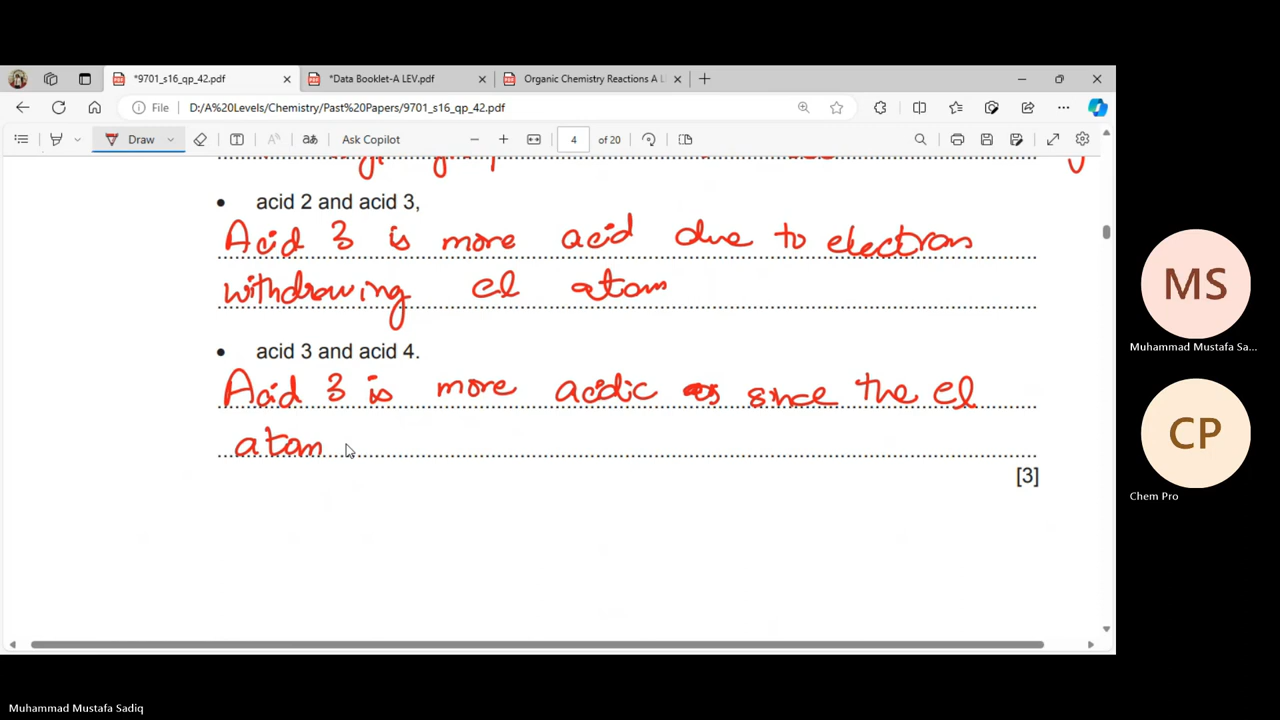 *9701_s16_qp_42.pdf
*Data Booklet-A LEV.pdf
Organic Chemistry Reactions A L
File
D:/A%20Levels/Chemistry/Past%20Papers/9701_s16_qp_42.pdf
Draw
Ask Copilot
4 of 20
acid 2 and acid 3,
Acid 3 is more acid due to electron
withdrawing Cl atom
acid 3 and acid 4.
Acid 3 is more acidic since the Cl
atom
[3]
MS
Muhammad Mustafa Sa...
CP
Chem Pro
Muhammad Mustafa Sadiq